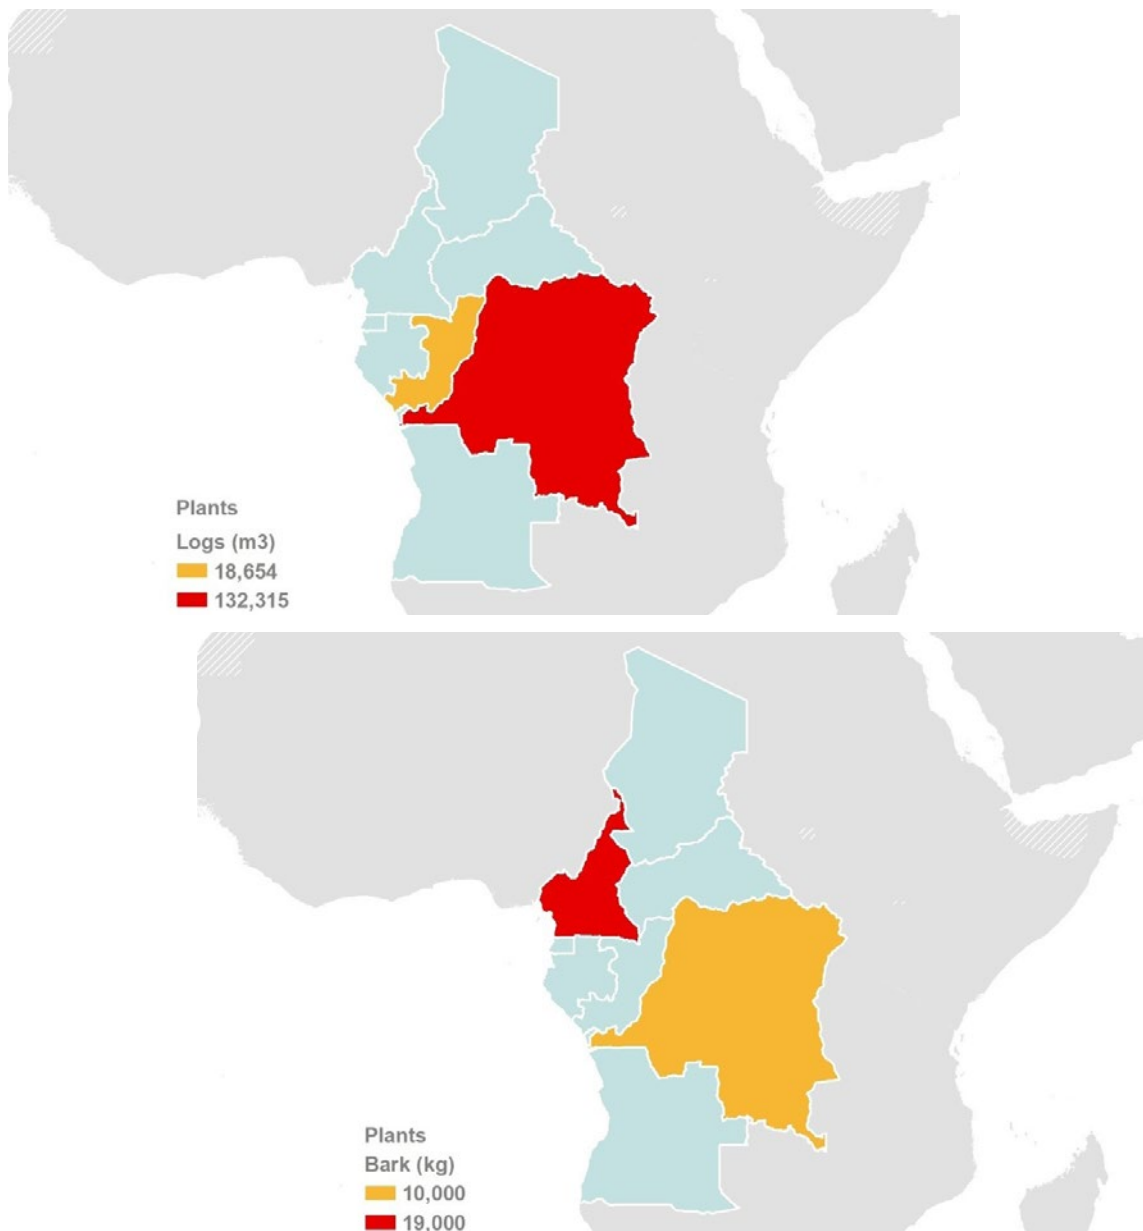 Plants
Logs (m3)
18,654
132,315
Plants
Bark (kg)
10,000
19,000